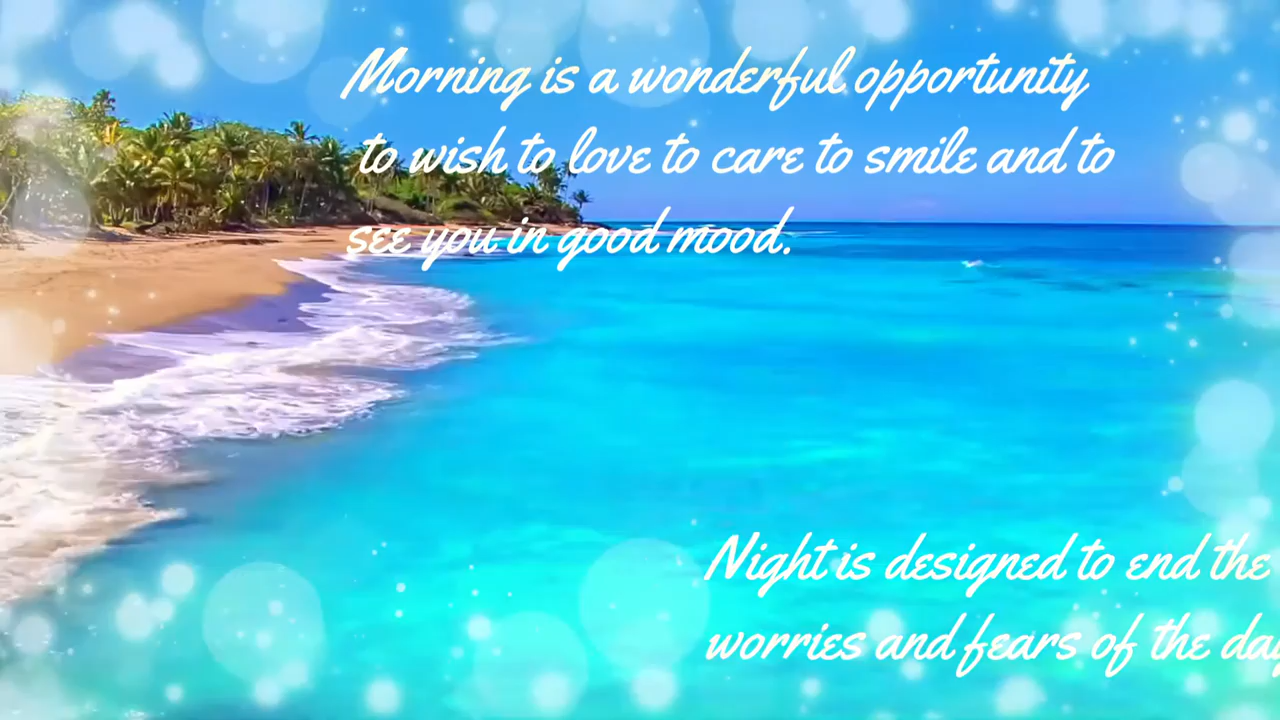 Morning is a wonderful opportunity
to wish to love to care to smile and to
see you in good mood.
Night is designed to end the
worries and fears of the day